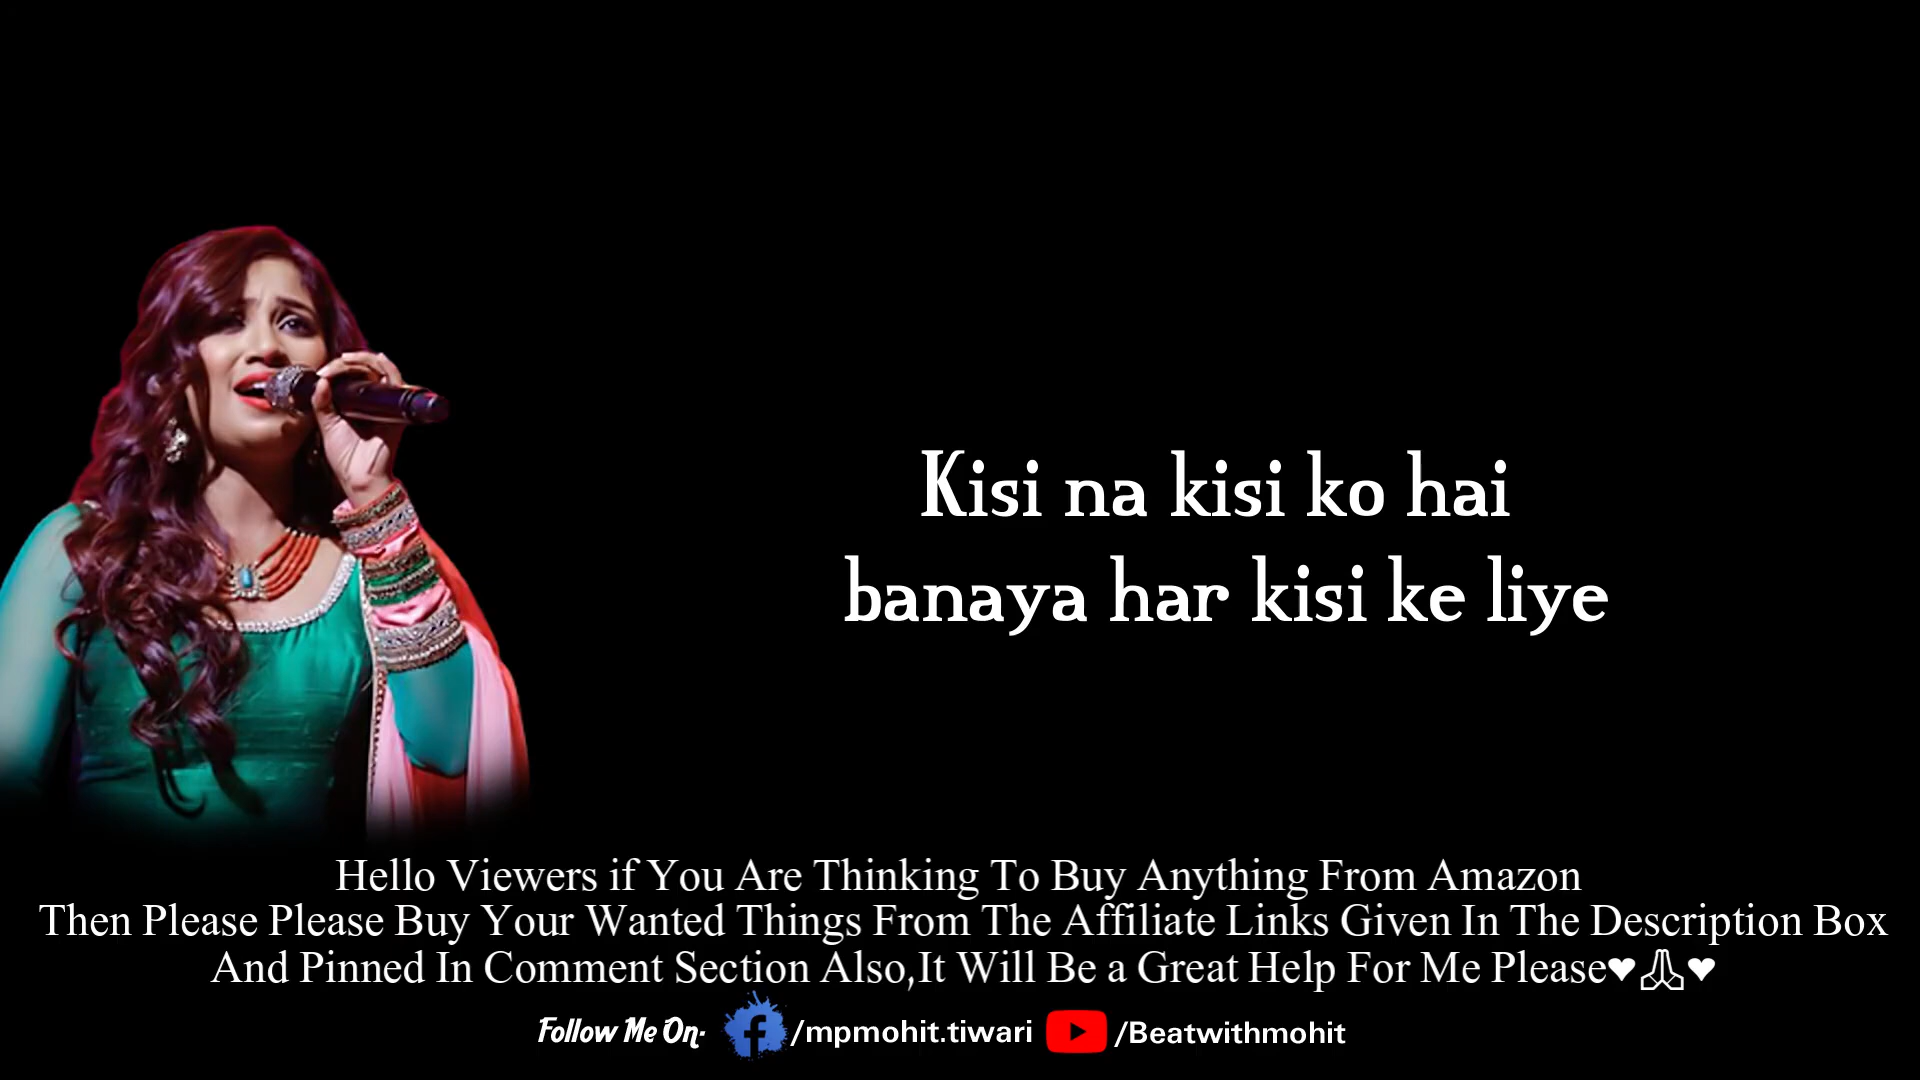 Kisi na kisi ko hai
banaya har kisi ke liye
Hello Viewers if You Are Thinking To Buy Anything From Amazon
Then Please Please Buy Your Wanted Things From The Affiliate Links Given In The Description Box
And Pinned In Comment Section Also,It Will Be a Great Help For Me Please❤🙏❤
Follow Me On- /mpmohit.tiwari /Beatwithmohit